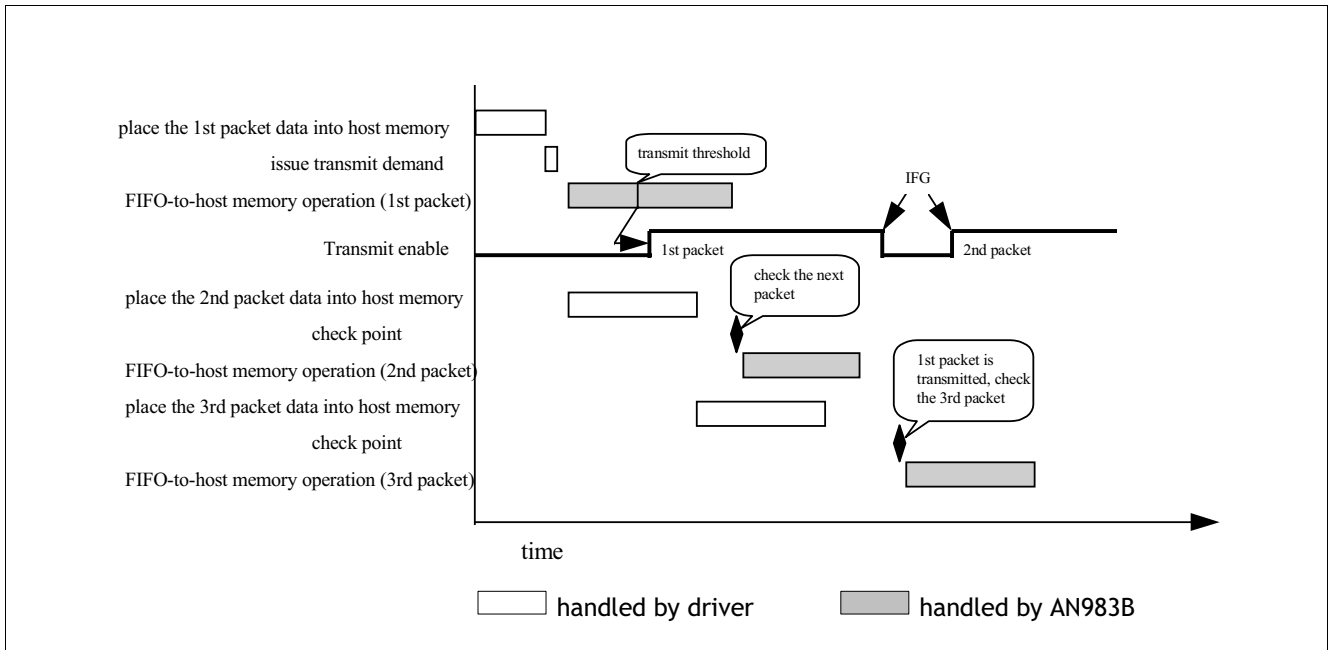 place the 1st packet data into host memory
issue transmit demand
transmit threshold
FIFO-to-host memory operation (1st packet)
IFG
Transmit enable
1st packet
2nd packet
check the next
packet
place the 2nd packet data into host memory
check point
FIFO-to-host memory operation (2nd packet)
1st packet is
transmitted, check
the 3rd packet
place the 3rd packet data into host memory
check point
FIFO-to-host memory operation (3rd packet)
time
handled by driver
handled by AN983B